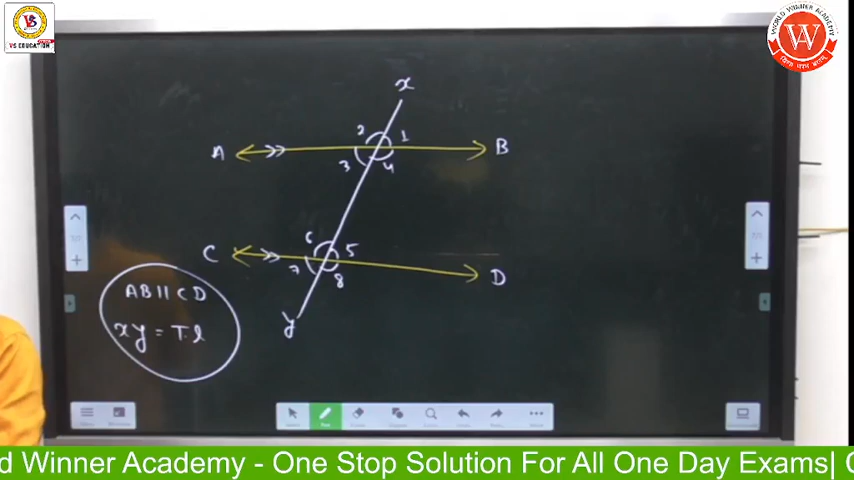 VS
VS EDUCATION
WORLD WINNER ACADEMY
W
x
2 1
A B
3 4
6 5
C D
7 8
y
AB || CD
xy = T.l
d Winner Academy - One Stop Solution For All One Day Exams|